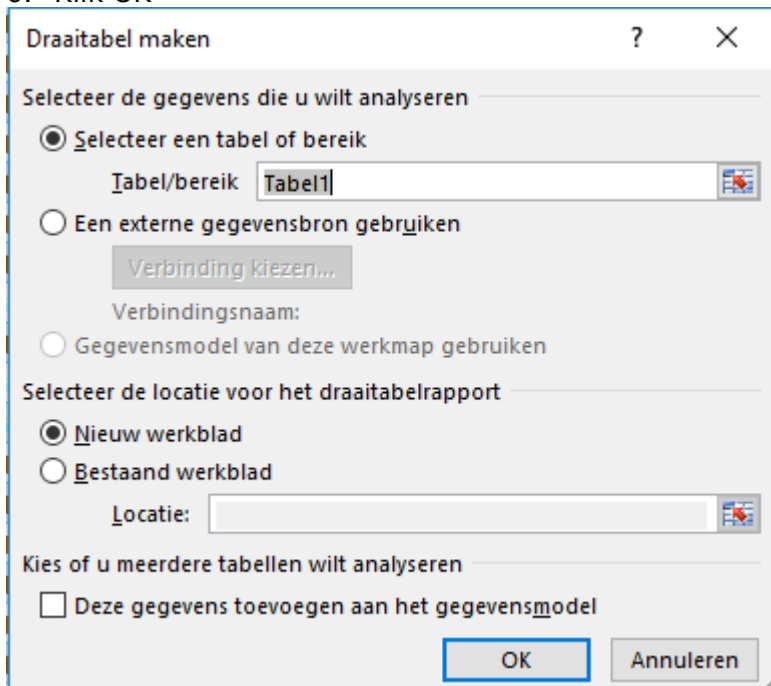 Draaitabel maken ? ×
Selecteer de gegevens die u wilt analyseren
Selecteer een tabel of bereik
Tabel/bereik Tabel1
Een externe gegevensbron gebruiken
Verbinding kiezen...
Verbindingsnaam:
Gegevensmodel van deze werkmap gebruiken
Selecteer de locatie voor het draaitabelrapport
Nieuw werkblad
Bestaand werkblad
Locatie:
Kies of u meerdere tabellen wilt analyseren
Deze gegevens toevoegen aan het gegevensmodel
OK Annuleren